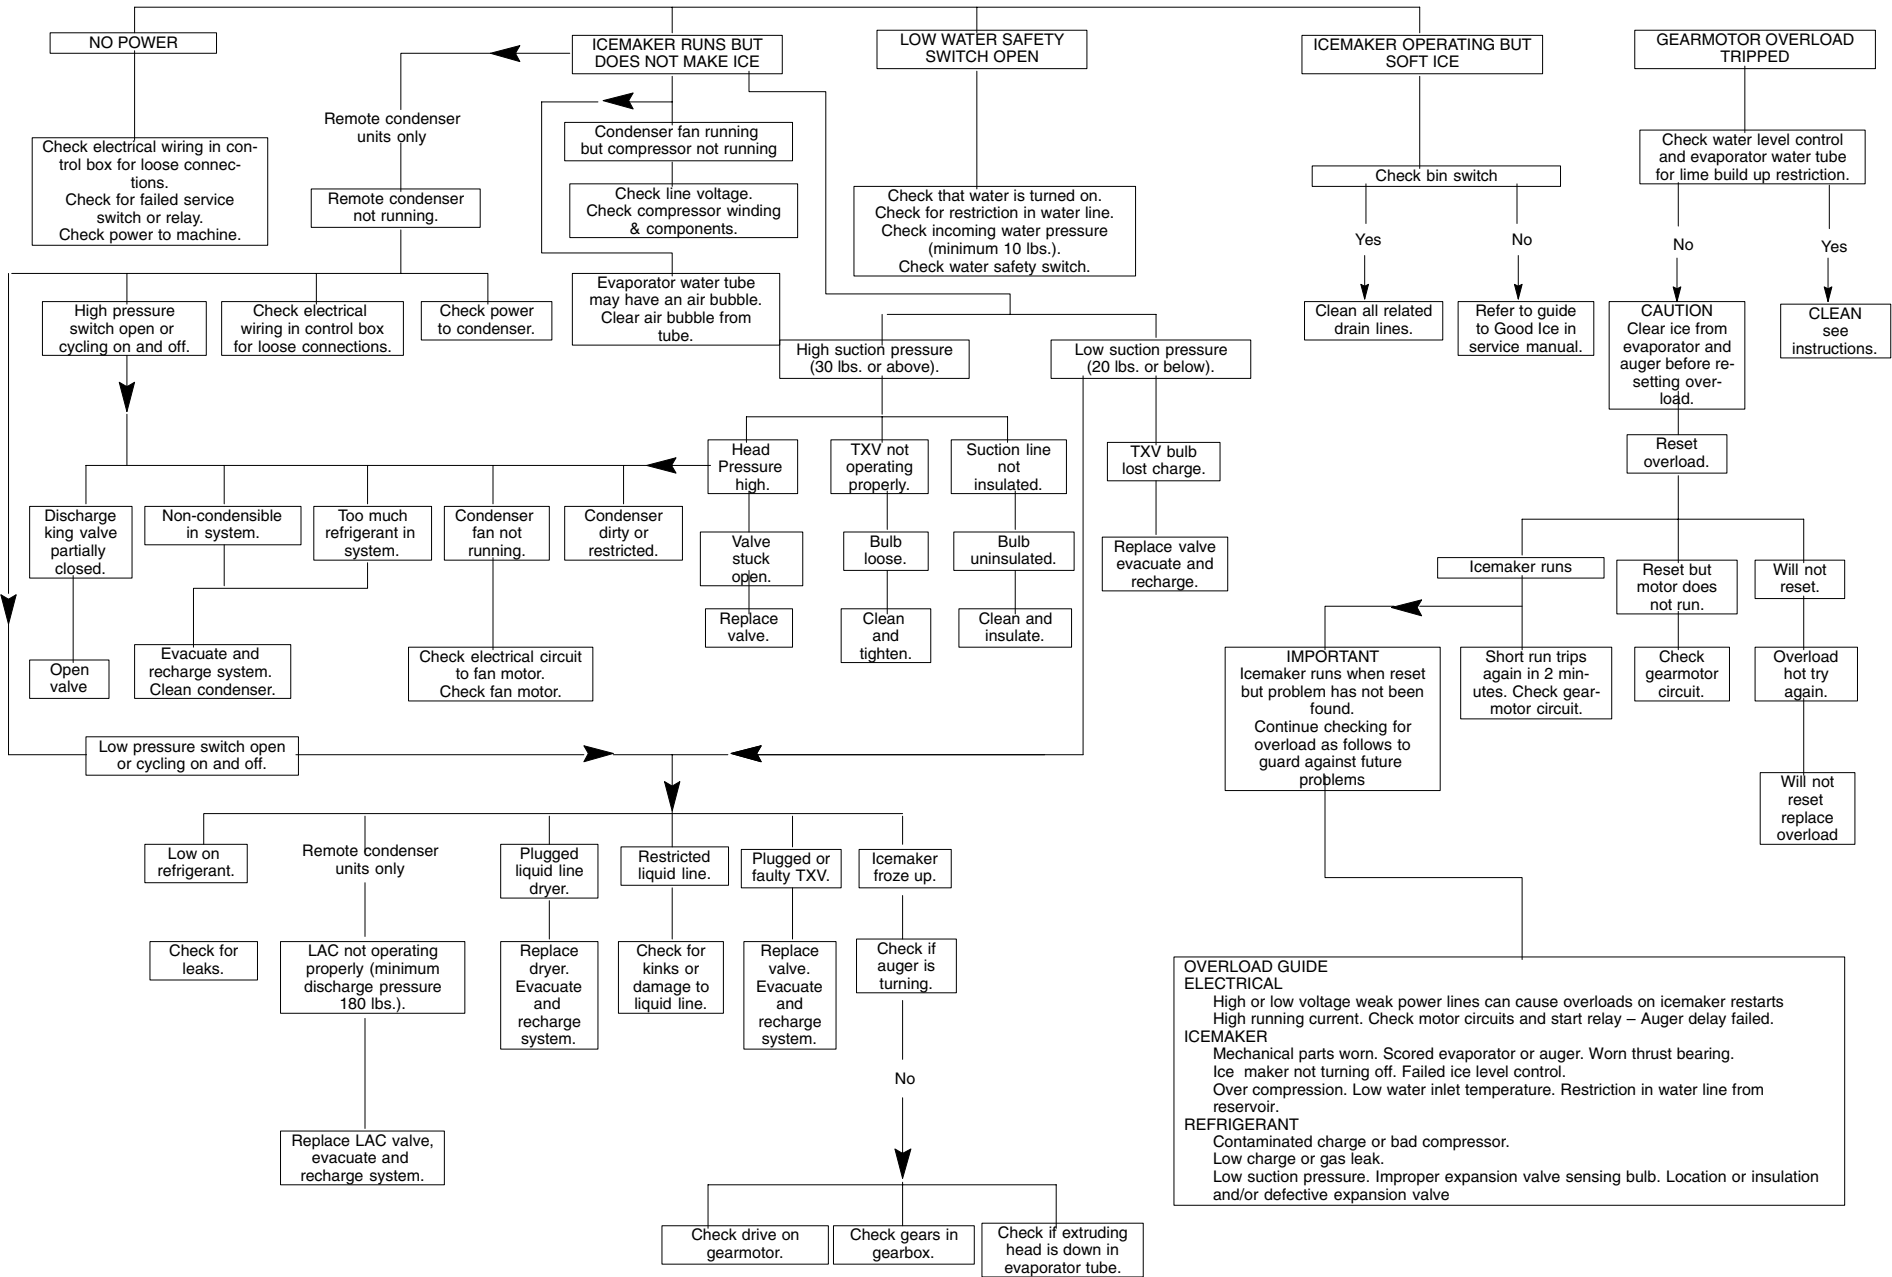 NO POWER
ICEMAKER RUNS BUT
DOES NOT MAKE ICE
LOW WATER SAFETY
SWITCH OPEN
ICEMAKER OPERATING BUT
SOFT ICE
GEARMOTOR OVERLOAD
TRIPPED
Check electrical wiring in con-
trol box for loose connec-
tions.
Check for failed service
switch or relay.
Check power to machine.
Remote condenser
units only
Remote condenser
not running.
Condenser fan running
but compressor not running
Check line voltage.
Check compressor winding
& components.
Check that water is turned on.
Check for restriction in water line.
Check incoming water pressure
(minimum 10 lbs.).
Check water safety switch.
Check bin switch
Yes
No
Clean all related
drain lines.
Refer to guide
to Good Ice in
service manual.
Check water level control
and evaporator water tube
for lime build up restriction.
No
Yes
CAUTION
Clear ice from
evaporator and
auger before re-
setting over-
load.
CLEAN
see
instructions.
High pressure
switch open or
cycling on and off.
Check electrical
wiring in control box
for loose connections.
Check power
to condenser.
Evaporator water tube
may have an air bubble.
Clear air bubble from
tube.
High suction pressure
(30 lbs. or above).
Low suction pressure
(20 lbs. or below).
Head
Pressure
high.
TXV not
operating
properly.
Suction line
not
insulated.
TXV bulb
lost charge.
Reset
overload.
Discharge
king valve
partially
closed.
Non-condensible
in system.
Too much
refrigerant in
system.
Condenser
fan not
running.
Condenser
dirty or
restricted.
Valve
stuck
open.
Bulb
loose.
Bulb
uninsulated.
Replace valve
evacuate and
recharge.
Icemaker runs
Reset but
motor does
not run.
Will not
reset.
Replace
valve.
Clean
and
tighten.
Clean and
insulate.
Open
valve
Evacuate and
recharge system.
Clean condenser.
Check electrical circuit
to fan motor.
Check fan motor.
IMPORTANT
Icemaker runs when reset
but problem has not been
found.
Continue checking for
overload as follows to
guard against future
problems
Short run trips
again in 2 min-
utes. Check gear-
motor circuit.
Check
gearmotor
circuit.
Overload
hot try
again.
Low pressure switch open
or cycling on and off.
Will not
reset
replace
overload
Low on
refrigerant.
Remote condenser
units only
Plugged
liquid line
dryer.
Restricted
liquid line.
Plugged or
faulty TXV.
Icemaker
froze up.
Check for
leaks.
LAC not operating
properly (minimum
discharge pressure
180 lbs.).
Replace
dryer.
Evacuate
and
recharge
system.
Check for
kinks or
damage to
liquid line.
Replace
valve.
Evacuate
and
recharge
system.
Check if
auger is
turning.
No
Replace LAC valve,
evacuate and
recharge system.
Check drive on
gearmotor.
Check gears in
gearbox.
Check if extruding
head is down in
evaporator tube.
OVERLOAD GUIDE
ELECTRICAL
High or low voltage weak power lines can cause overloads on icemaker restarts
High running current. Check motor circuits and start relay – Auger delay failed.
ICEMAKER
Mechanical parts worn. Scored evaporator or auger. Worn thrust bearing.
Ice maker not turning off. Failed ice level control.
Over compression. Low water inlet temperature. Restriction in water line from
reservoir.
REFRIGERANT
Contaminated charge or bad compressor.
Low charge or gas leak.
Low suction pressure. Improper expansion valve sensing bulb. Location or insulation
and/or defective expansion valve